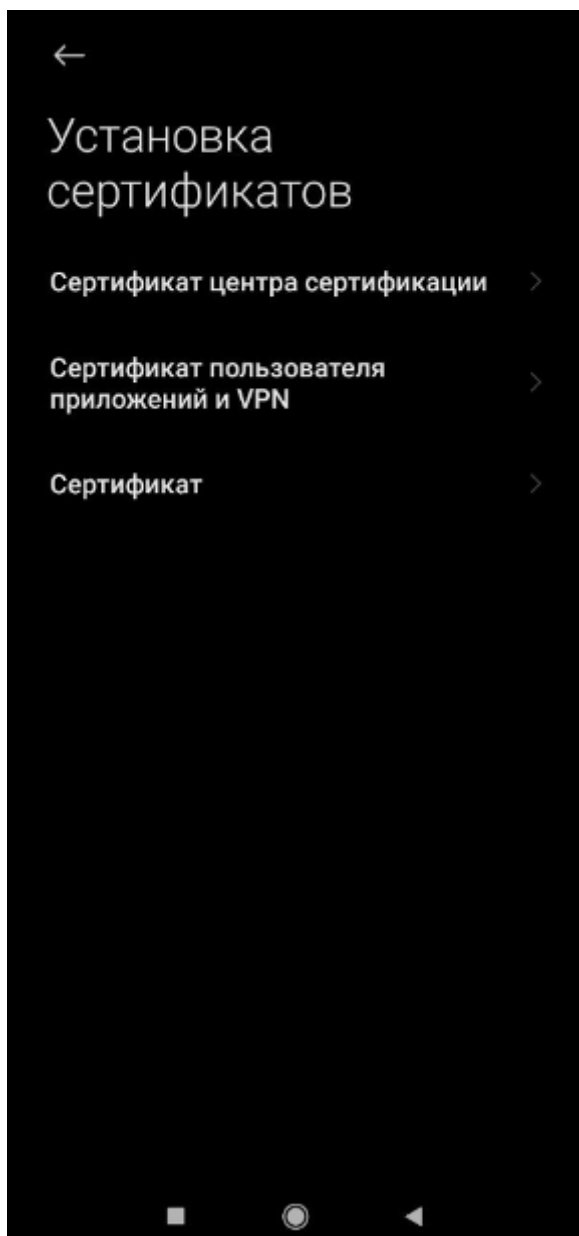 Установка
сертификатов
Сертификат центра сертификации
Сертификат пользователя
приложений и VPN
Сертификат